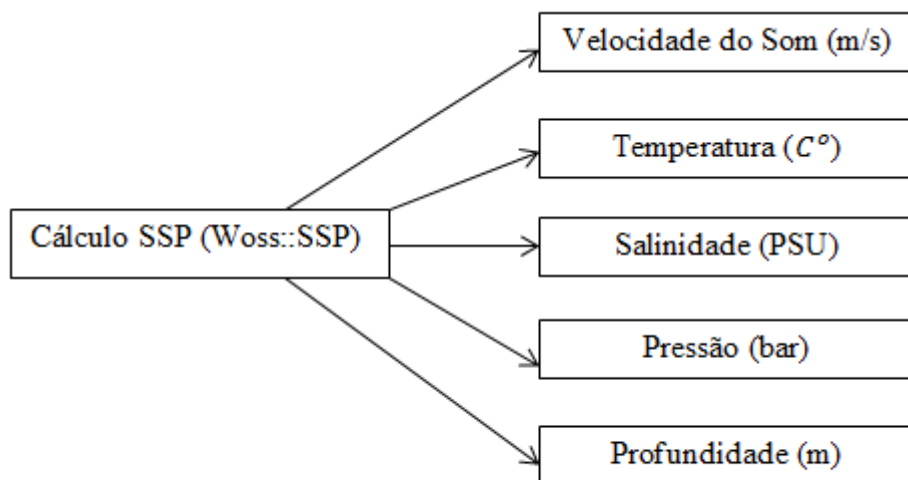 Velocidade do Som (m/s)
Temperatura (C°)
Cálculo SSP (Woss::SSP)
Salinidade (PSU)
Pressão (bar)
Profundidade (m)